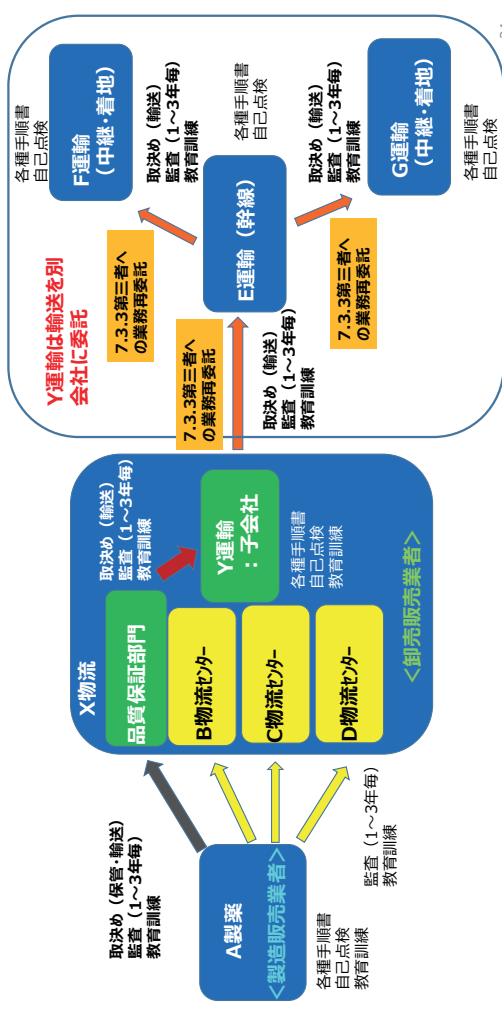 取決め（保管・輸送）
監査（1～3年毎）
教育訓練
A製薬
＜製造販売業者＞
各種手順書
自己点検
教育訓練
監査（1～3年毎）
教育訓練
X物流
品質保証部門
B物流ｾﾝﾀｰ
C物流ｾﾝﾀｰ
D物流ｾﾝﾀｰ
取決め（輸送）
監査（1～3年毎）
教育訓練
Y運輸
：子会社
各種手順書
自己点検
教育訓練
＜卸売販売業者＞
Y運輸は輸送を別
会社に委託
7.3.3第三者へ
の業務再委託
取決め（輸送）
監査（1～3年毎）
教育訓練
7.3.3第三者へ
の業務再委託
E運輸（幹線）
各種手順書
自己点検
7.3.3第三者へ
の業務再委託
各種手順書
自己点検
F運輸
（中継・着地）
取決め（輸送）
監査（1～3年毎）
教育訓練
取決め（輸送）
監査（1～3年毎）
教育訓練
G運輸
（中継・着地）
各種手順書
自己点検